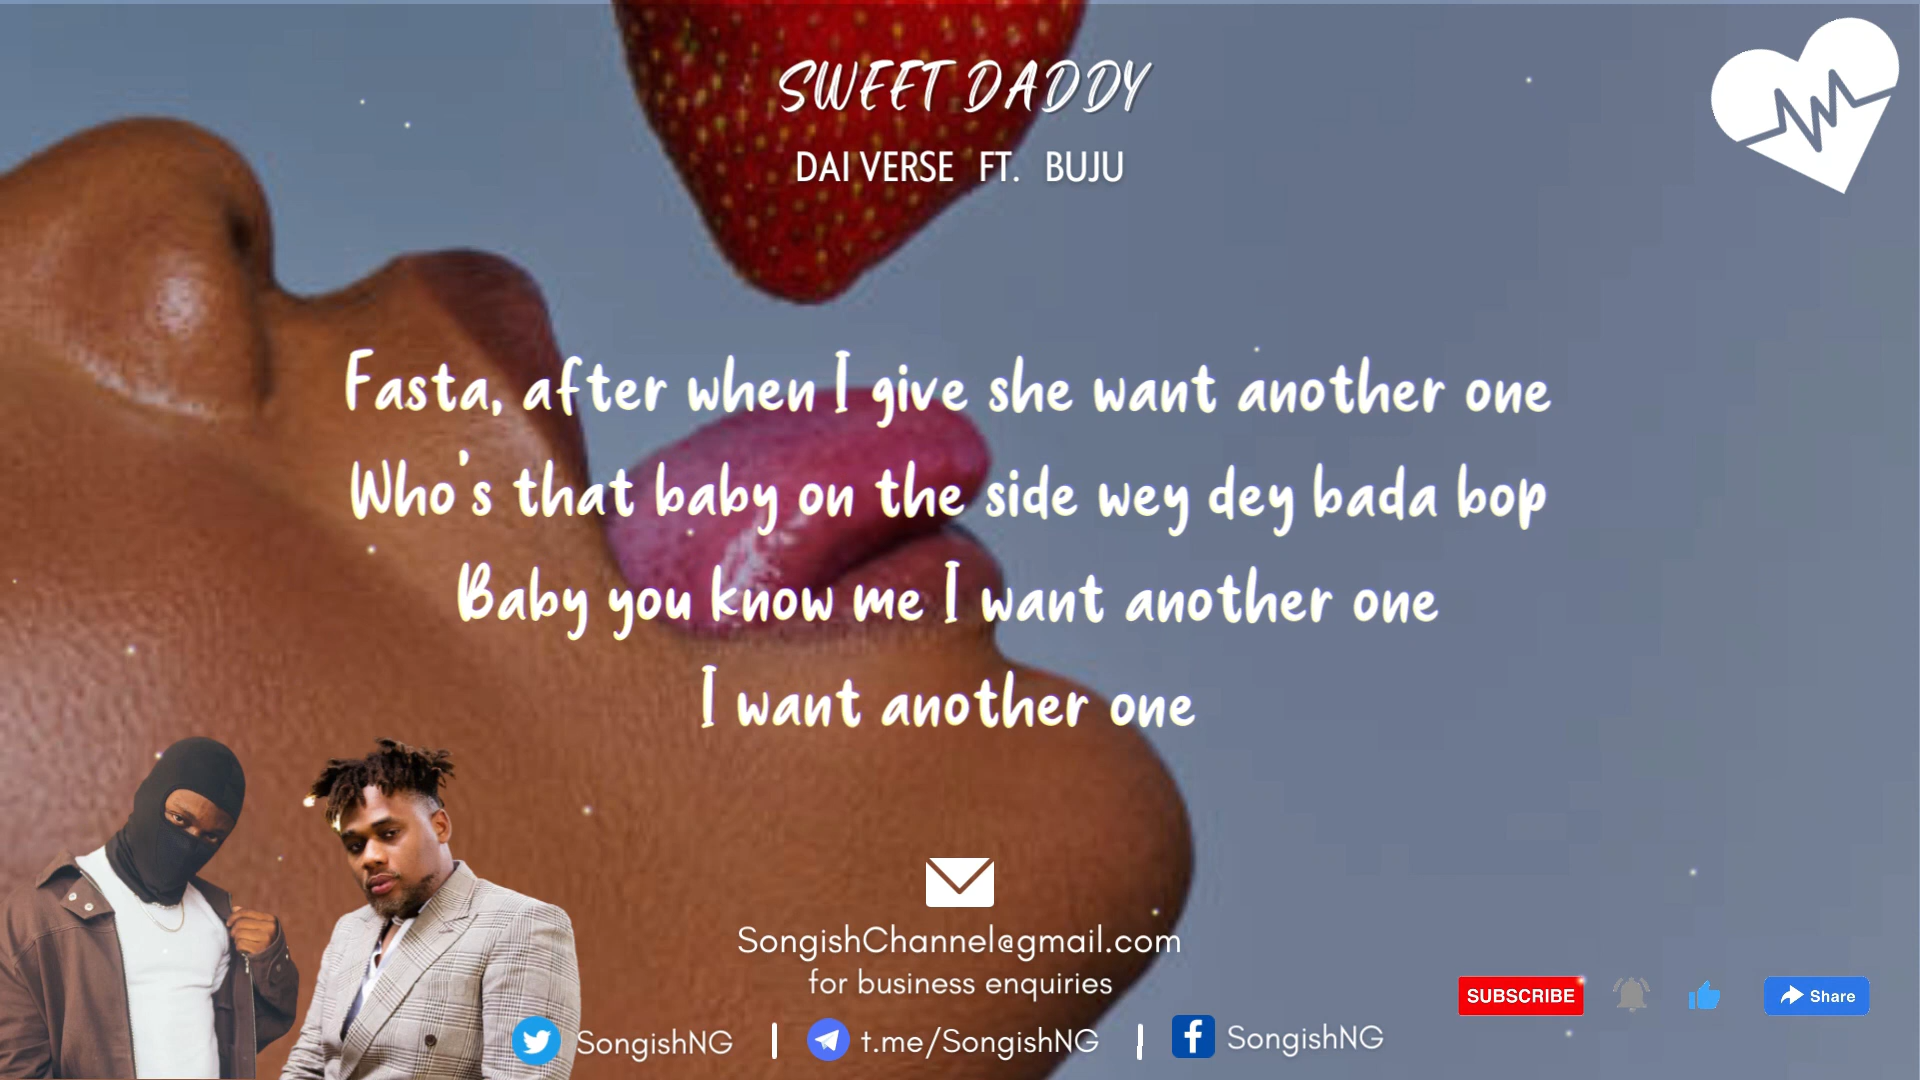 SWEET DADDY
DAI VERSE FT. BUJU
Fasta, after when I give she want another one
Who's that baby on the side wey dey bada bop
Baby you know me I want another one
I want another one
SongishChannel@gmail.com
for business enquiries
SUBSCRIBE Share
SongishNG | t.me/SongishNG | SongishNG